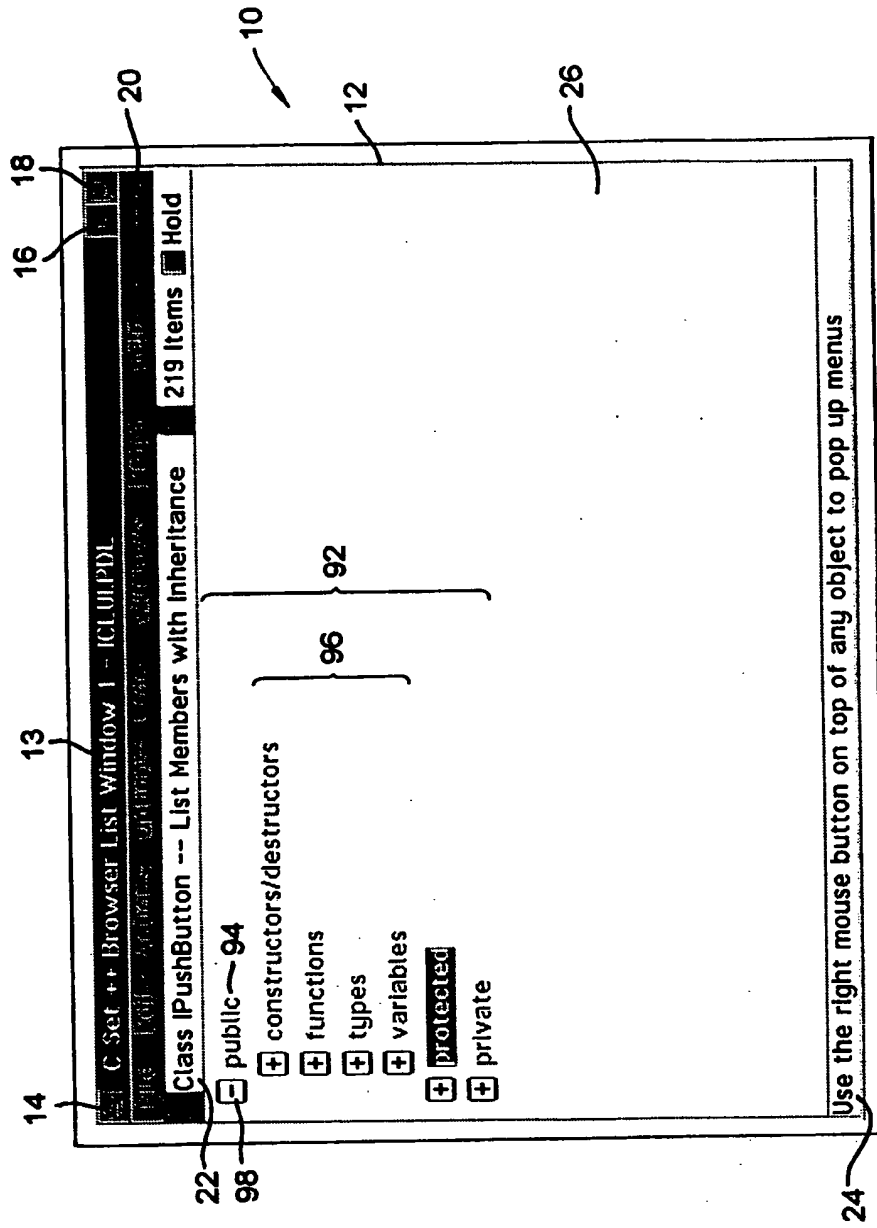 10
12
13
14
16
18
20
C Set ++ Browser List Window 1 - ICLUI.PDL
Class IPushButton -- List Members with Inheritance 219 Items Hold
22
98
- public 94
+ constructors/destructors
+ functions
+ types
+ variables
96
92
+ protected
+ private
26
Use the right mouse button on top of any object to pop up menus
24